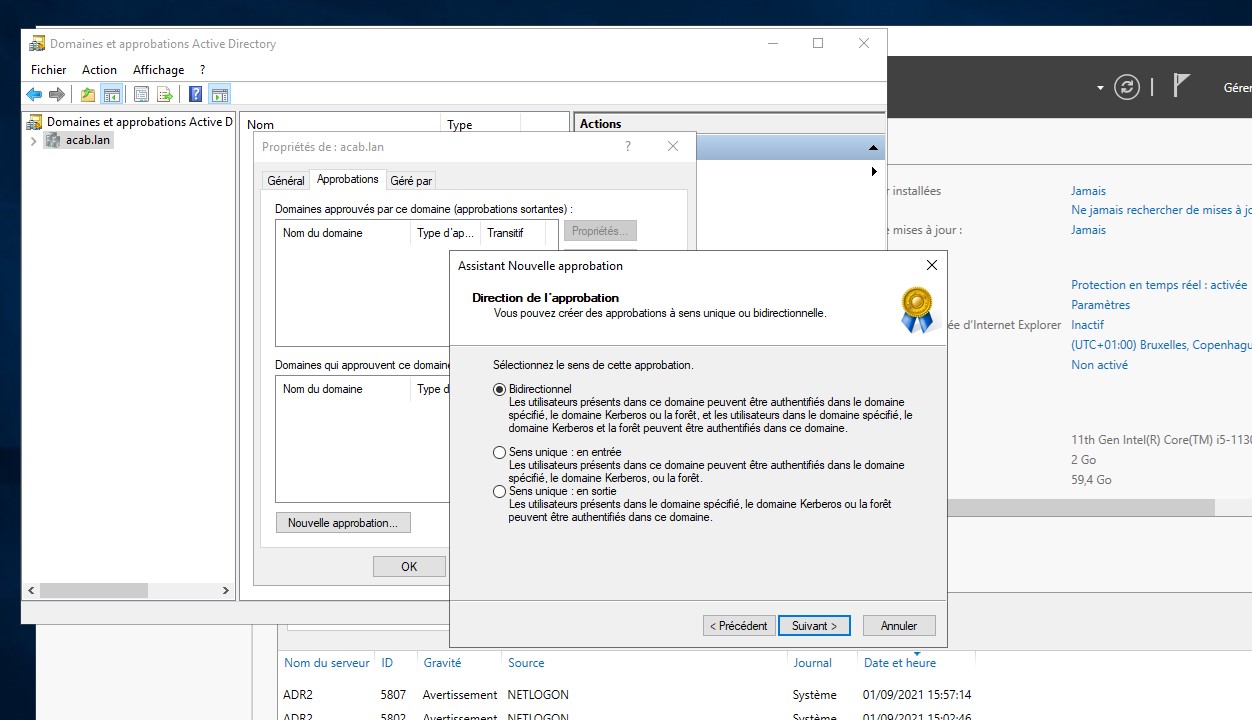 Domaines et approbations Active Directory
Fichier Action Affichage ?
Gérer
Domaines et approbations Active D
acab.lan
Nom Type
Actions
Propriétés de : acab.lan ?
Général Approbations Géré par
Domaines approuvés par ce domaine (approbations sortantes) :
Nom du domaine Type d'ap... Transitif
Propriétés...
Domaines qui approuvent ce domaine
Nom du domaine Type d
Nouvelle approbation...
OK
Assistant Nouvelle approbation
Direction de l'approbation
Vous pouvez créer des approbations à sens unique ou bidirectionnelle.
Sélectionnez le sens de cette approbation.
Bidirectionnel
Les utilisateurs présents dans ce domaine peuvent être authentifiés dans le domaine
spécifié, le domaine Kerberos ou la forêt, et les utilisateurs dans le domaine spécifié, le
domaine Kerberos et la forêt peuvent être authentifiés dans ce domaine.
Sens unique : en entrée
Les utilisateurs présents dans ce domaine peuvent être authentifiés dans le domaine
spécifié, le domaine Kerberos, ou la forêt.
Sens unique : en sortie
Les utilisateurs présents dans le domaine spécifié, le domaine Kerberos ou la forêt
peuvent être authentifiés dans ce domaine.
< Précédent Suivant > Annuler
installées Jamais
Ne jamais rechercher de mises à jo
mises à jour : Jamais
Protection en temps réel : activée
Paramètres
ée d'Internet Explorer Inactif
(UTC+01:00) Bruxelles, Copenhagu
Non activé
11th Gen Intel(R) Core(TM) i5-1130
2 Go
59,4 Go
Nom du serveur ID Gravité Source Journal Date et heure
ADR2 5807 Avertissement NETLOGON Système 01/09/2021 15:57:14
ADR2 5802 Avertissement NETLOGON Système 01/09/2021 15:02:46